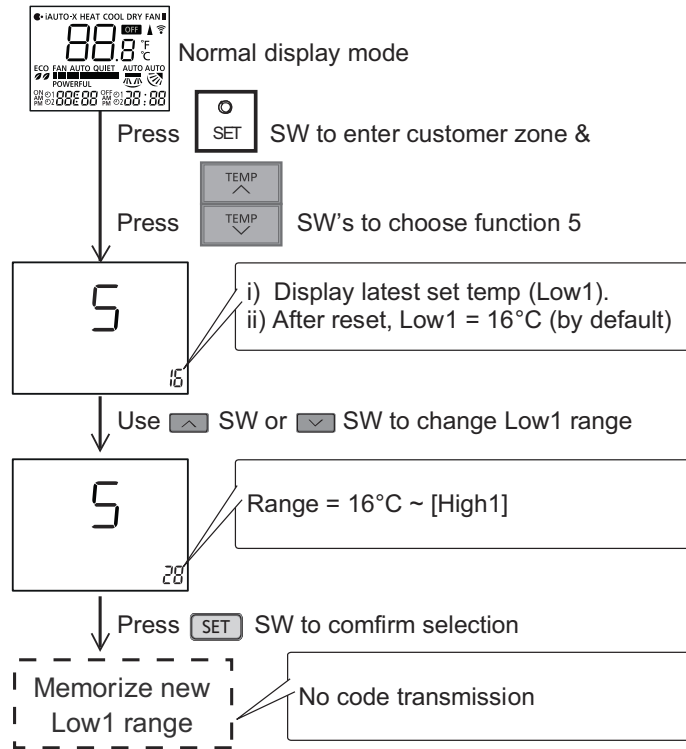 iAUTO-X HEAT COOL DRY FAN
88.8 OFF °F °C
ECO FAN AUTO QUIET AUTO AUTO
POWERFUL
Normal display mode
Press SET SW to enter customer zone &
TEMP
Press TEMP SW's to choose function 5
5
16
i) Display latest set temp (Low1).
ii) After reset, Low1 = 16°C (by default)
Use SW or SW to change Low1 range
5
28
Range = 16°C ~ [High1]
Press SET SW to comfirm selection
Memorize new
Low1 range
No code transmission